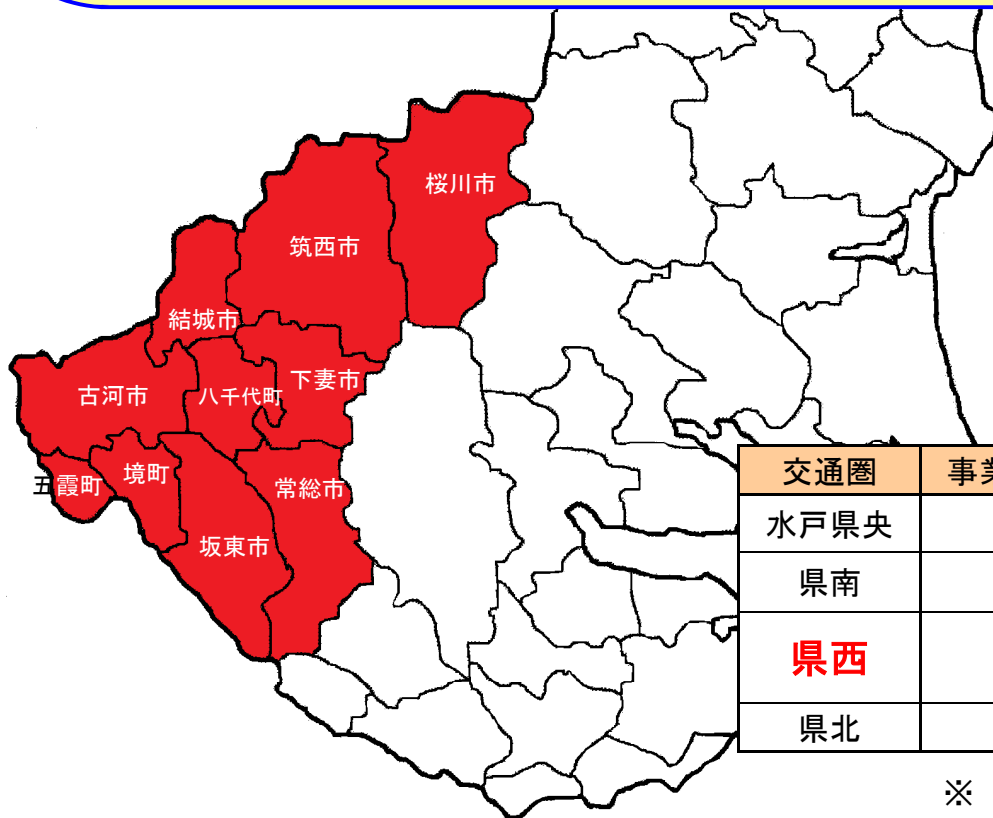 桜川市
筑西市
結城市
古河市
八千代町
下妻市
五霞町
境町
常総市
坂東市
交通圏
事業
水戸県央
県南
県西
県北
※